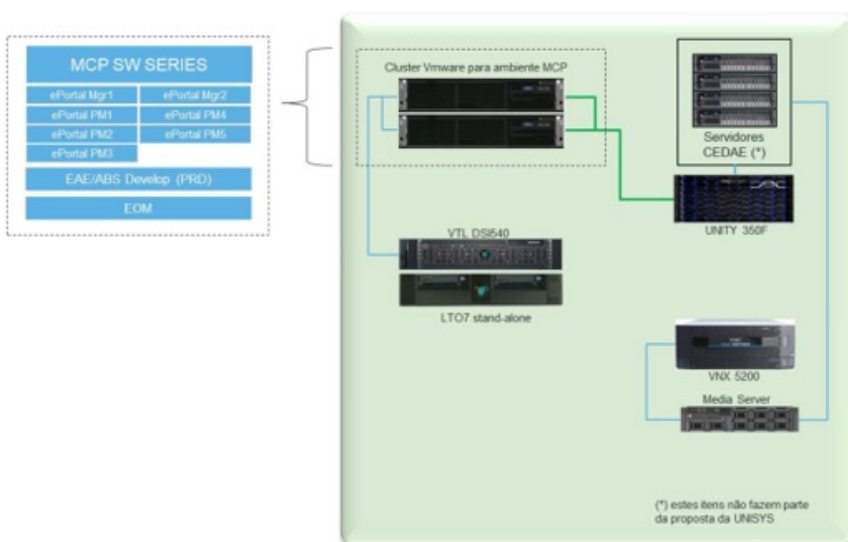 MCP SW SERIES
ePortal Mgr1
ePortal Mgr2
ePortal PM1
ePortal PM4
ePortal PM2
ePortal PM5
ePortal PM3
EAE/ABS Develop (PRD)
EOM
Cluster Vmware para ambiente MCP
Servidores
CEDAE (*)
UNITY 350F
VTL DSI540
LTO7 stand-alone
VNX 5200
Media Server
(*) estes itens não fazem parte
da proposta da UNISYS